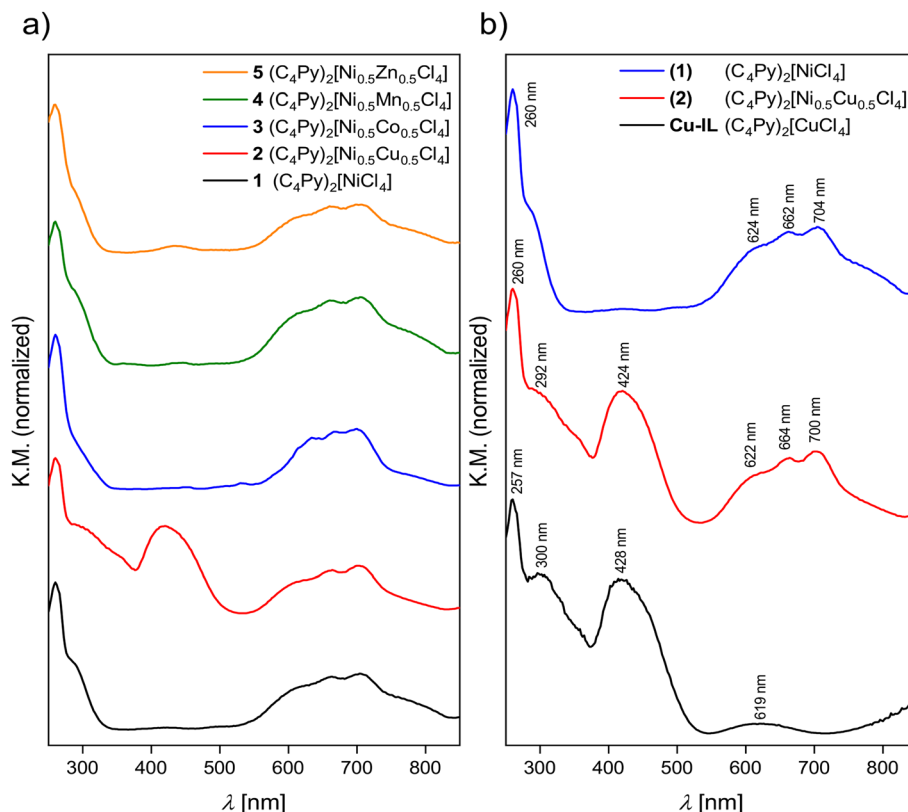 a)
5 (C₄Py)₂[Ni₀.₅Zn₀.₅Cl₄]
4 (C₄Py)₂[Ni₀.₅Mn₀.₅Cl₄]
3 (C₄Py)₂[Ni₀.₅Co₀.₅Cl₄]
2 (C₄Py)₂[Ni₀.₅Cu₀.₅Cl₄]
1 (C₄Py)₂[NiCl₄]
K.M. (normalized)
300 400 500 600 700 800
λ [nm]
b)
(1) (C₄Py)₂[NiCl₄]
(2) (C₄Py)₂[Ni₀.₅Cu₀.₅Cl₄]
Cu-IL (C₄Py)₂[CuCl₄]
260 nm
624 nm
662 nm
704 nm
260 nm
292 nm
424 nm
622 nm
664 nm
700 nm
257 nm
300 nm
428 nm
619 nm
K.M. (normalized)
300 400 500 600 700 800
λ [nm]